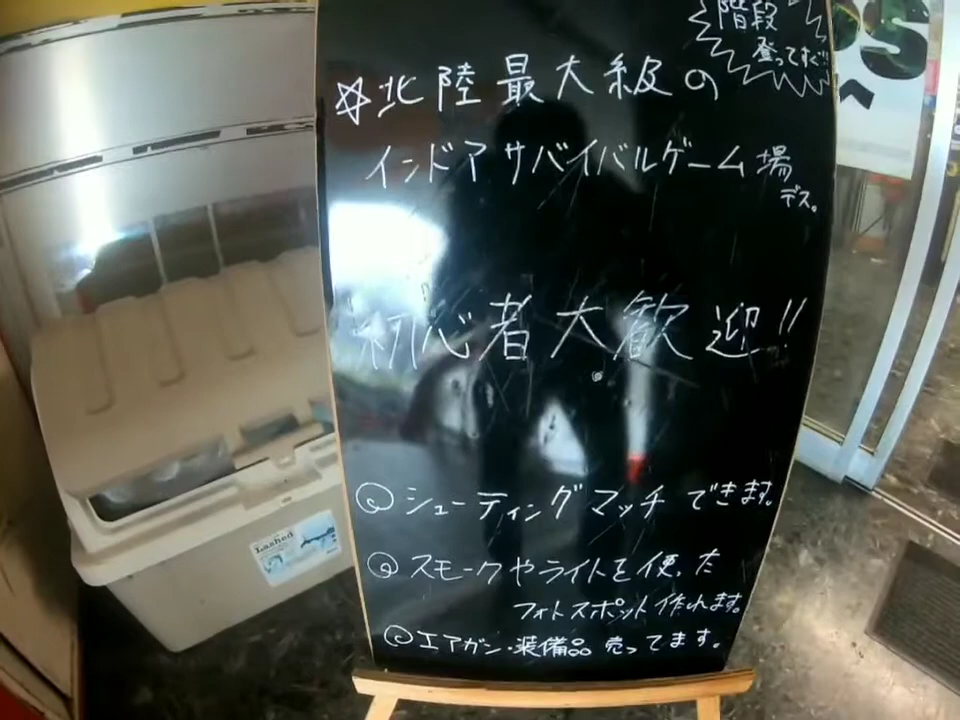 階段
登ってすぐ!!
☆北陸最大級の
インドアサバイバルゲーム場
デス。
初心者大歓迎!!
◎シューティングマッチできます。
◎スモークやライトを使った
フォトスポット作れます。
◎エアガン・装備品 売ってます。
Lashed